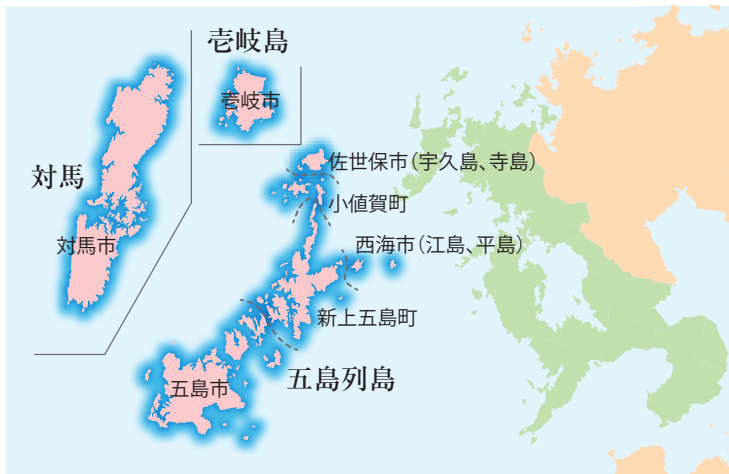 壱岐島
壱岐市
対馬
対馬市
佐世保市(宇久島、寺島)
小値賀町
西海市(江島、平島)
新上五島町
五島列島
五島市